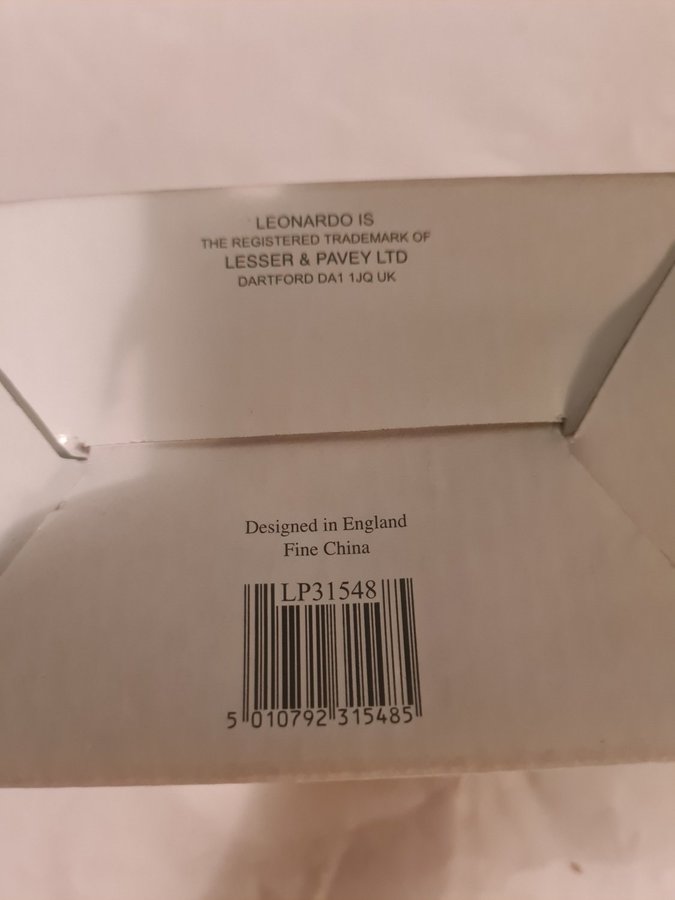 LEONARDO IS
THE REGISTERED TRADEMARK OF
LESSER & PAVEY LTD
DARTFORD DA1 1JQ UK
Designed in England
Fine China
LP31548
5 010792 315485